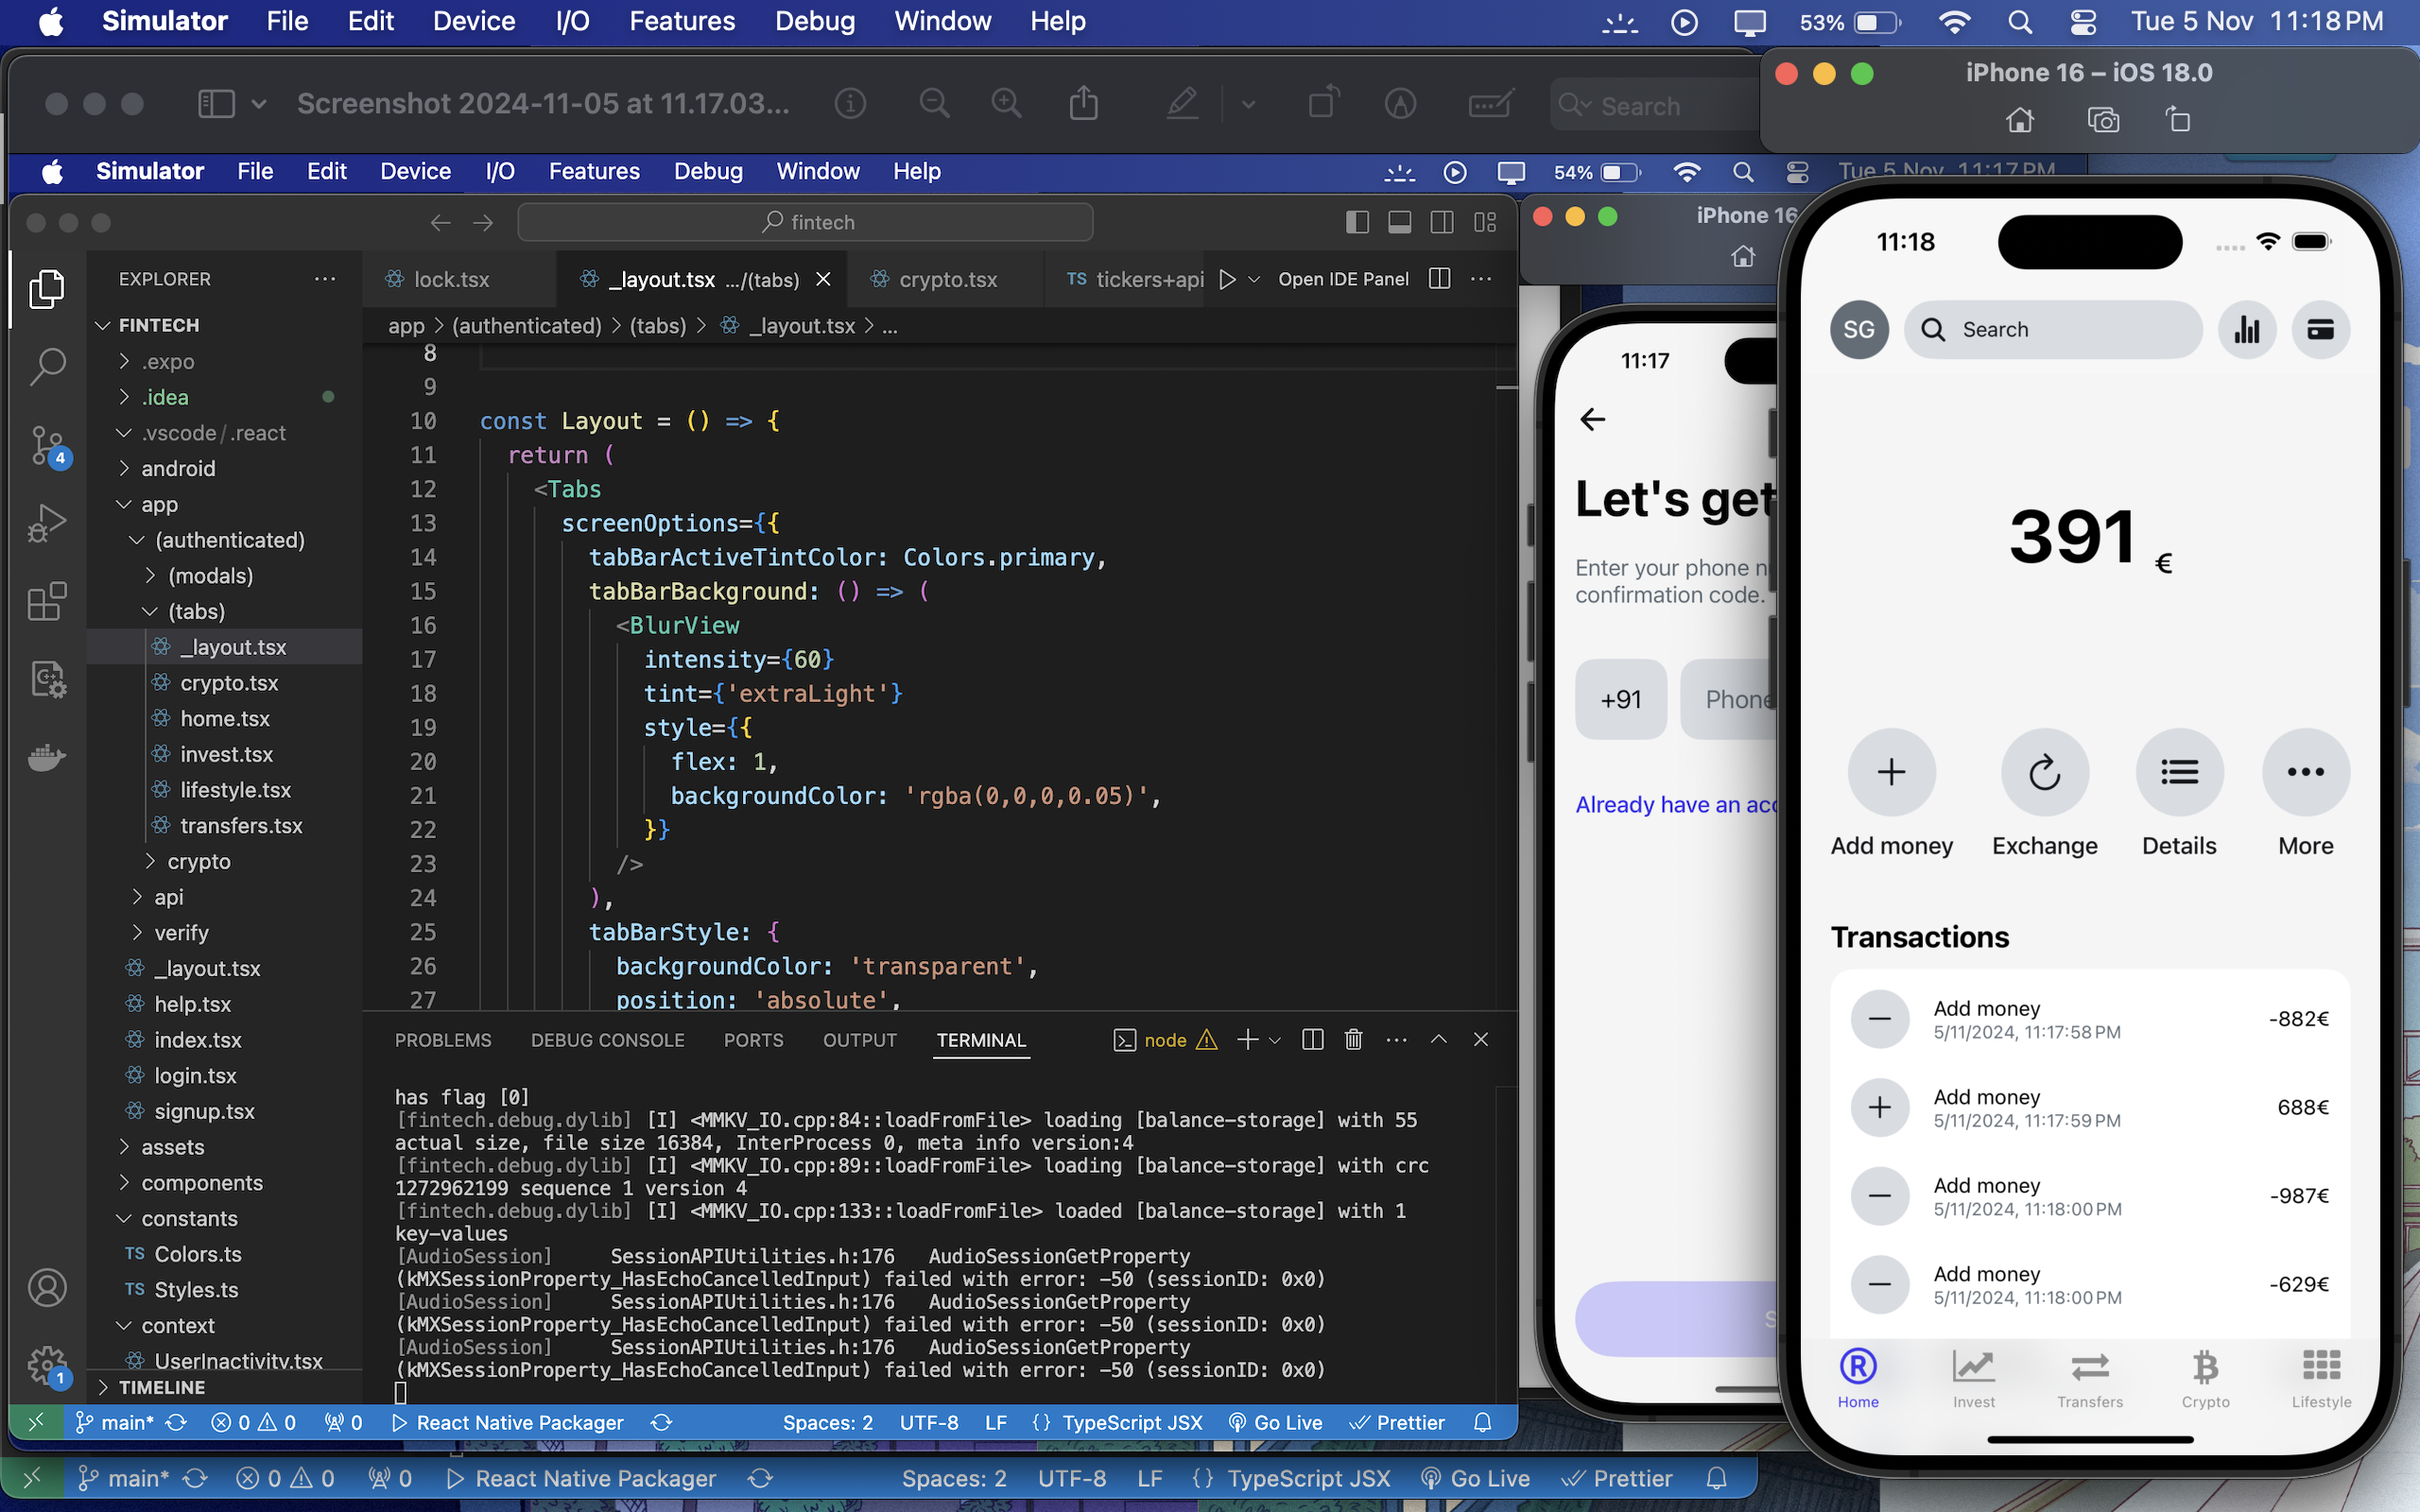 Simulator File Edit Device I/O Features Debug Window Help 53% Tue 5 Nov 11:18 PM
Screenshot 2024-11-05 at 11.17.03... Search
Simulator File Edit Device I/O Features Debug Window Help 54% Tue 5 Nov 11:17 PM
fintech
EXPLORER
FINTECH
.expo
.idea
.vscode / .react
android
app
(authenticated)
(modals)
(tabs)
_layout.tsx
crypto.tsx
home.tsx
invest.tsx
lifestyle.tsx
transfers.tsx
crypto
api
verify
_layout.tsx
help.tsx
index.tsx
login.tsx
signup.tsx
assets
components
constants
TS Colors.ts
TS Styles.ts
context
UserInactivity.tsx
TIMELINE
4
1
lock.tsx _layout.tsx .../(tabs) crypto.tsx TS tickers+api Open IDE Panel
app > (authenticated) > (tabs) > _layout.tsx > ...
8
9
10 const Layout = () => {
11 return (
12 <Tabs
13 screenOptions={{
14 tabBarActiveTintColor: Colors.primary,
15 tabBarBackground: () => (
16 <BlurView
17 intensity={60}
18 tint={'extraLight'}
19 style={{
20 flex: 1,
21 backgroundColor: 'rgba(0,0,0,0.05)',
22 }}
23 />
24 ),
25 tabBarStyle: {
26 backgroundColor: 'transparent',
27 position: 'absolute',
PROBLEMS DEBUG CONSOLE PORTS OUTPUT TERMINAL node
has flag [0]
[fintech.debug.dylib] [I] <MMKV_IO.cpp:84::loadFromFile> loading [balance-storage] with 55
actual size, file size 16384, InterProcess 0, meta info version:4
[fintech.debug.dylib] [I] <MMKV_IO.cpp:89::loadFromFile> loading [balance-storage] with crc
1272962199 sequence 1 version 4
[fintech.debug.dylib] [I] <MMKV_IO.cpp:133::loadFromFile> loaded [balance-storage] with 1
key-values
[AudioSession] SessionAPIUtilities.h:176 AudioSessionGetProperty
(kMXSessionProperty_HasEchoCancelledInput) failed with error: -50 (sessionID: 0x0)
[AudioSession] SessionAPIUtilities.h:176 AudioSessionGetProperty
(kMXSessionProperty_HasEchoCancelledInput) failed with error: -50 (sessionID: 0x0)
[AudioSession] SessionAPIUtilities.h:176 AudioSessionGetProperty
(kMXSessionProperty_HasEchoCancelledInput) failed with error: -50 (sessionID: 0x0)
main* 0 0 0 React Native Packager Spaces: 2 UTF-8 LF {} TypeScript JSX Go Live Prettier
main* 0 0 0 React Native Packager Spaces: 2 UTF-8 LF {} TypeScript JSX Go Live Prettier
iPhone 16
11:17
Let's get
Enter your phone n
confirmation code.
+91 Phone
Already have an acc
S
iPhone 16 – iOS 18.0
11:18
SG Search
391 €
Add money Exchange Details More
Transactions
Add money
5/11/2024, 11:17:58 PM
-882€
Add money
5/11/2024, 11:17:59 PM
688€
Add money
5/11/2024, 11:18:00 PM
-987€
Add money
5/11/2024, 11:18:00 PM
-629€
Home Invest Transfers Crypto Lifestyle